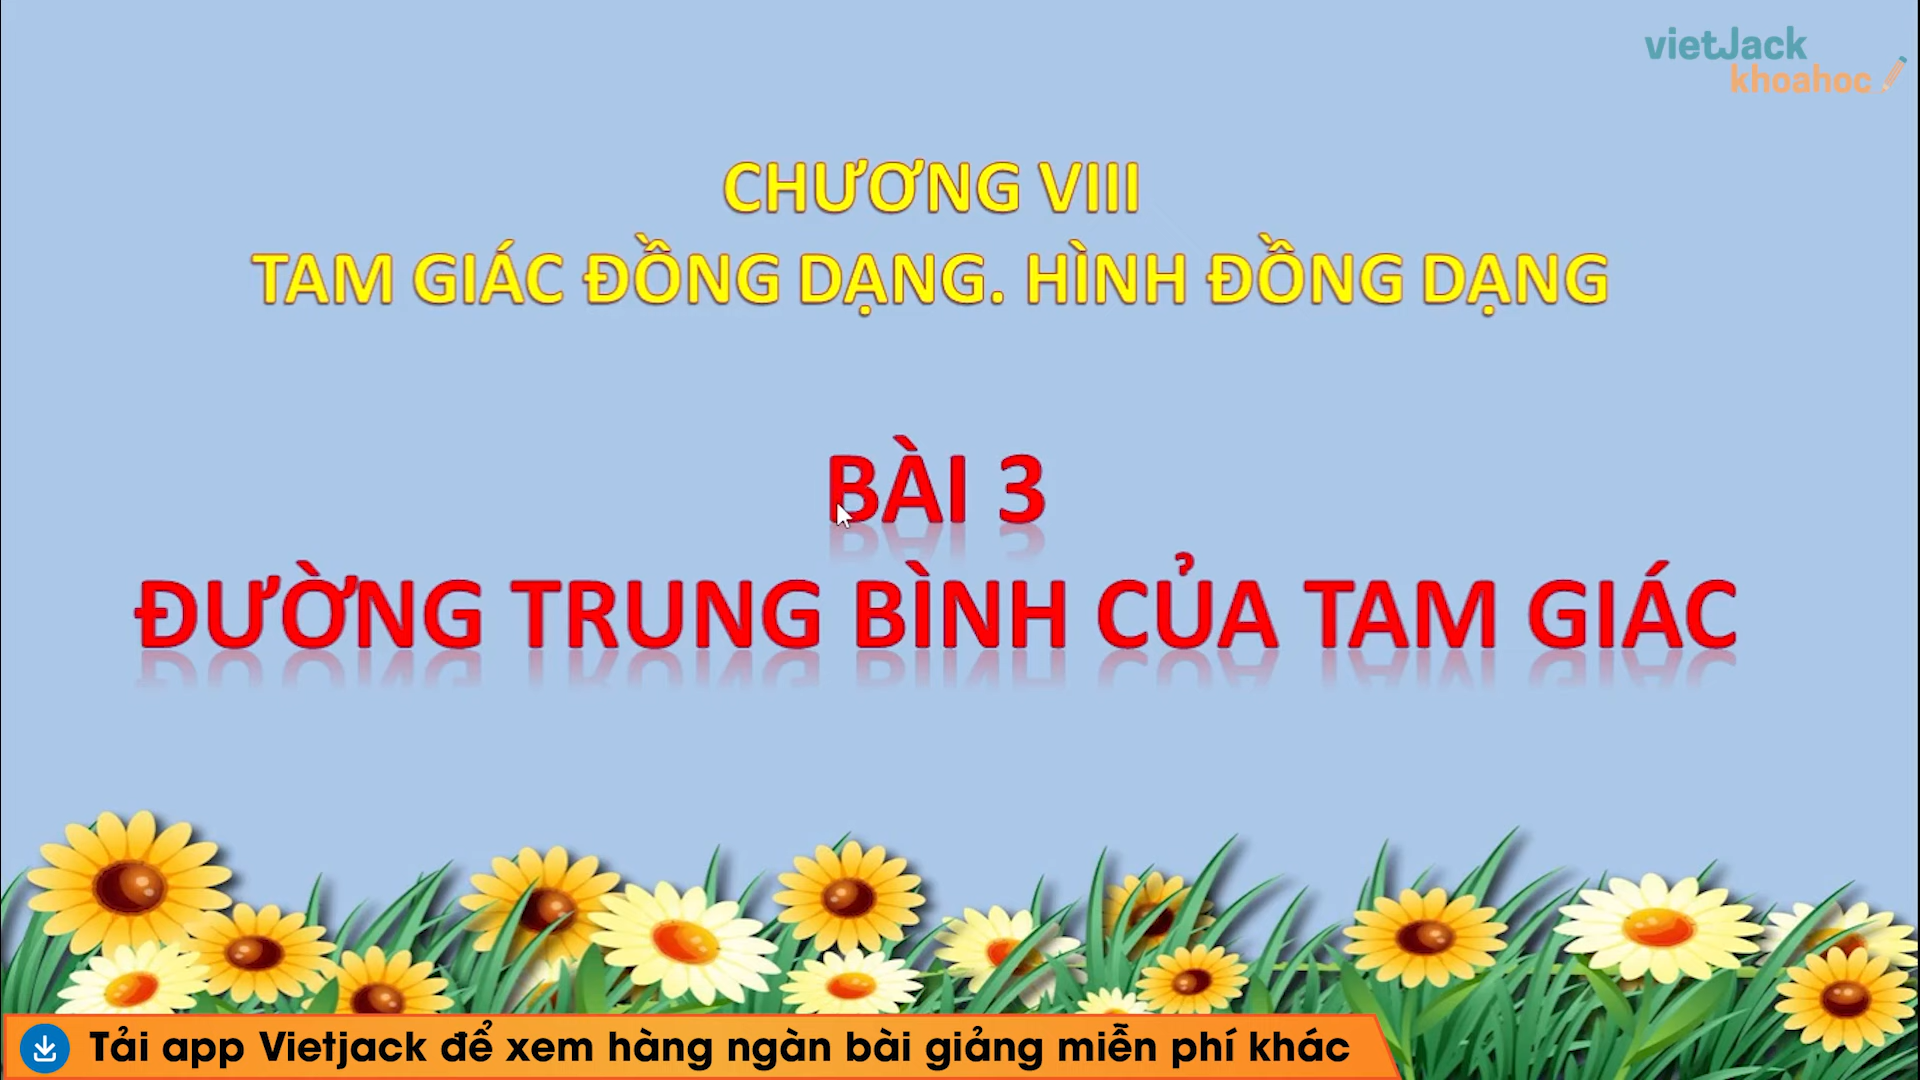 vietJack
khoahoc
CHƯƠNG VIII
TAM GIÁC ĐỒNG DẠNG. HÌNH ĐỒNG DẠNG
BÀI 3
ĐƯỜNG TRUNG BÌNH CỦA TAM GIÁC
Tải app Vietjack để xem hàng ngàn bài giảng miễn phí khác